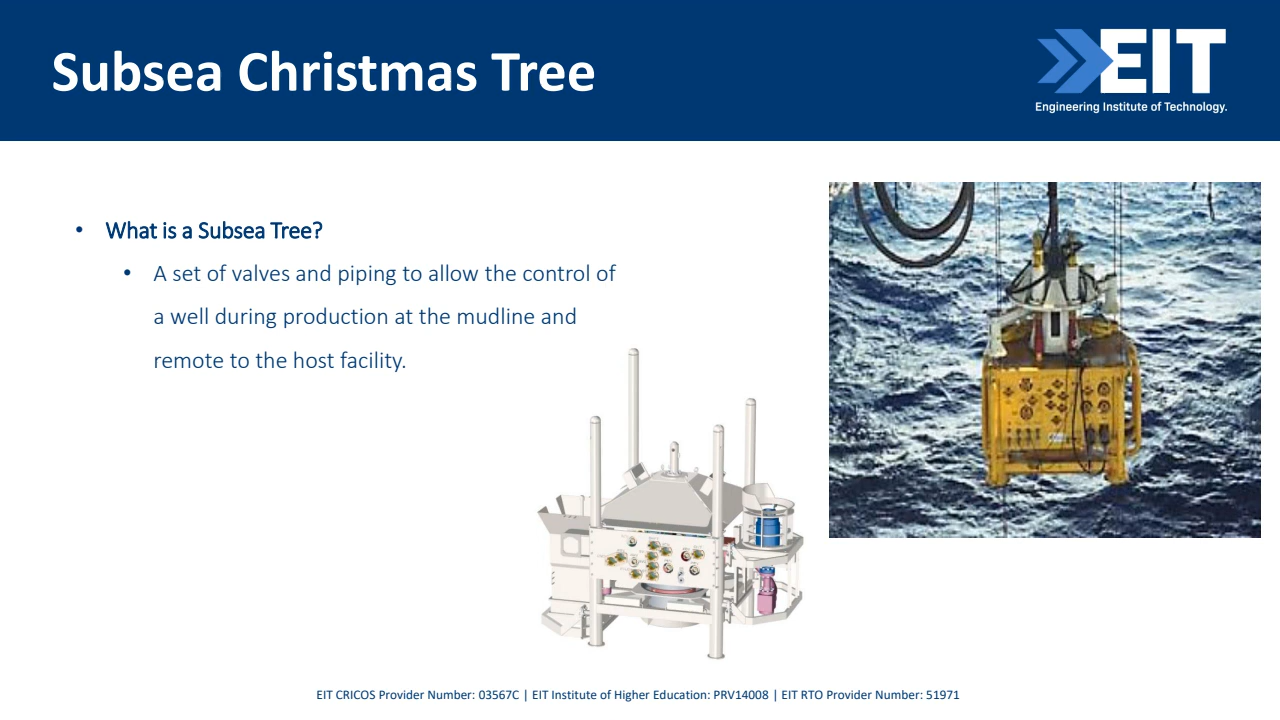 Subsea Christmas Tree
EIT
Engineering Institute of Technology.
• What is a Subsea Tree?
• A set of valves and piping to allow the control of
a well during production at the mudline and
remote to the host facility.
EIT CRICOS Provider Number: 03567C | EIT Institute of Higher Education: PRV14008 | EIT RTO Provider Number: 51971